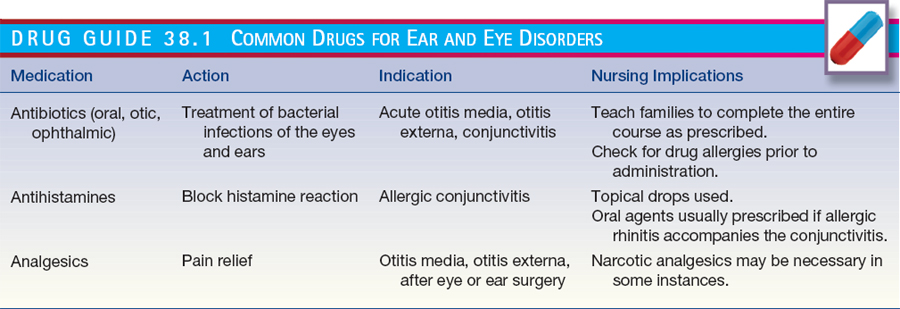 DRUG GUIDE 38.1 COMMON DRUGS FOR EAR AND EYE DISORDERS
Medication Action Indication Nursing Implications
Antibiotics (oral, otic, Treatment of bacterial Acute otitis media, otitis Teach families to complete the entire
ophthalmic) infections of the eyes externa, conjunctivitis course as prescribed.
and ears Check for drug allergies prior to
administration.
Antihistamines Block histamine reaction Allergic conjunctivitis Topical drops used.
Oral agents usually prescribed if allergic
rhinitis accompanies the conjunctivitis.
Analgesics Pain relief Otitis media, otitis externa, Narcotic analgesics may be necessary in
after eye or ear surgery some instances.